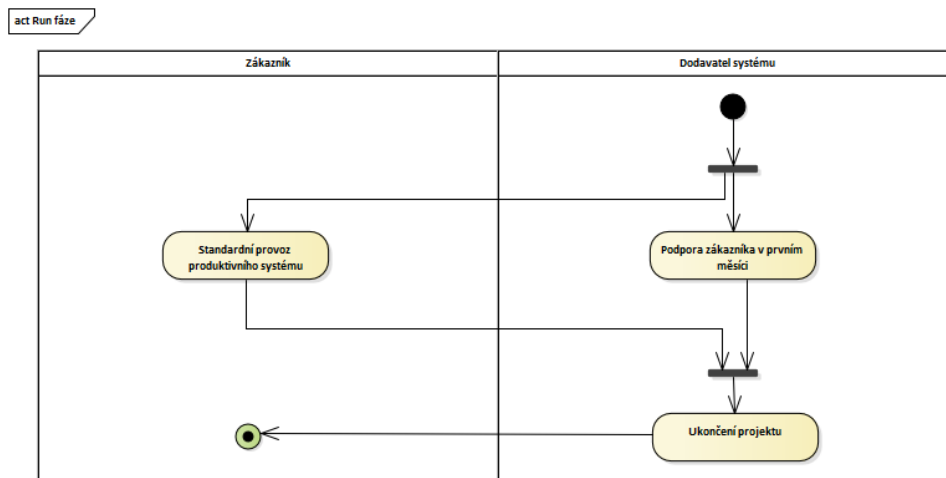 act Run fáze
Zákazník
Dodavatel systému
Standardní provoz
produktivního systému
Podpora zákazníka v prvním
měsíci
Ukončení projektu